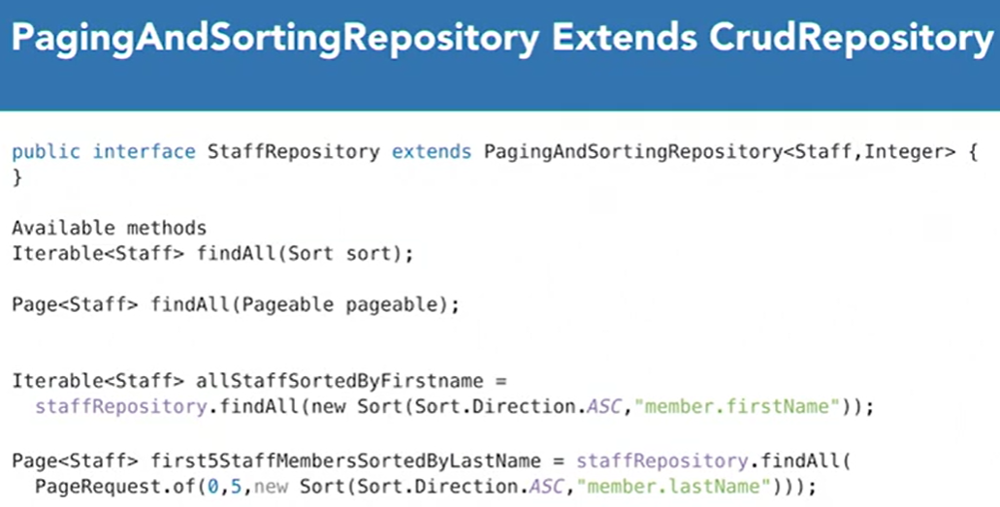 PagingAndSortingRepository Extends CrudRepository
public interface StaffRepository extends PagingAndSortingRepository<Staff,Integer> {
}
Available methods
Iterable<Staff> findAll(Sort sort);
Page<Staff> findAll(Pageable pageable);
Iterable<Staff> allStaffSortedByFirstname =
staffRepository.findAll(new Sort(Sort.Direction.ASC,"member.firstName"));
Page<Staff> first5StaffMembersSortedByLastName = staffRepository.findAll(
PageRequest.of(0,5,new Sort(Sort.Direction.ASC,"member.lastName")));